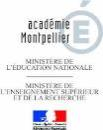 académie
Montpellier
MINISTÈRE DE
L'ÉDUCATION NATIONALE
MINISTÈRE DE
L'ENSEIGNEMENT SUPÉRIEUR
ET DE LA RECHERCHE